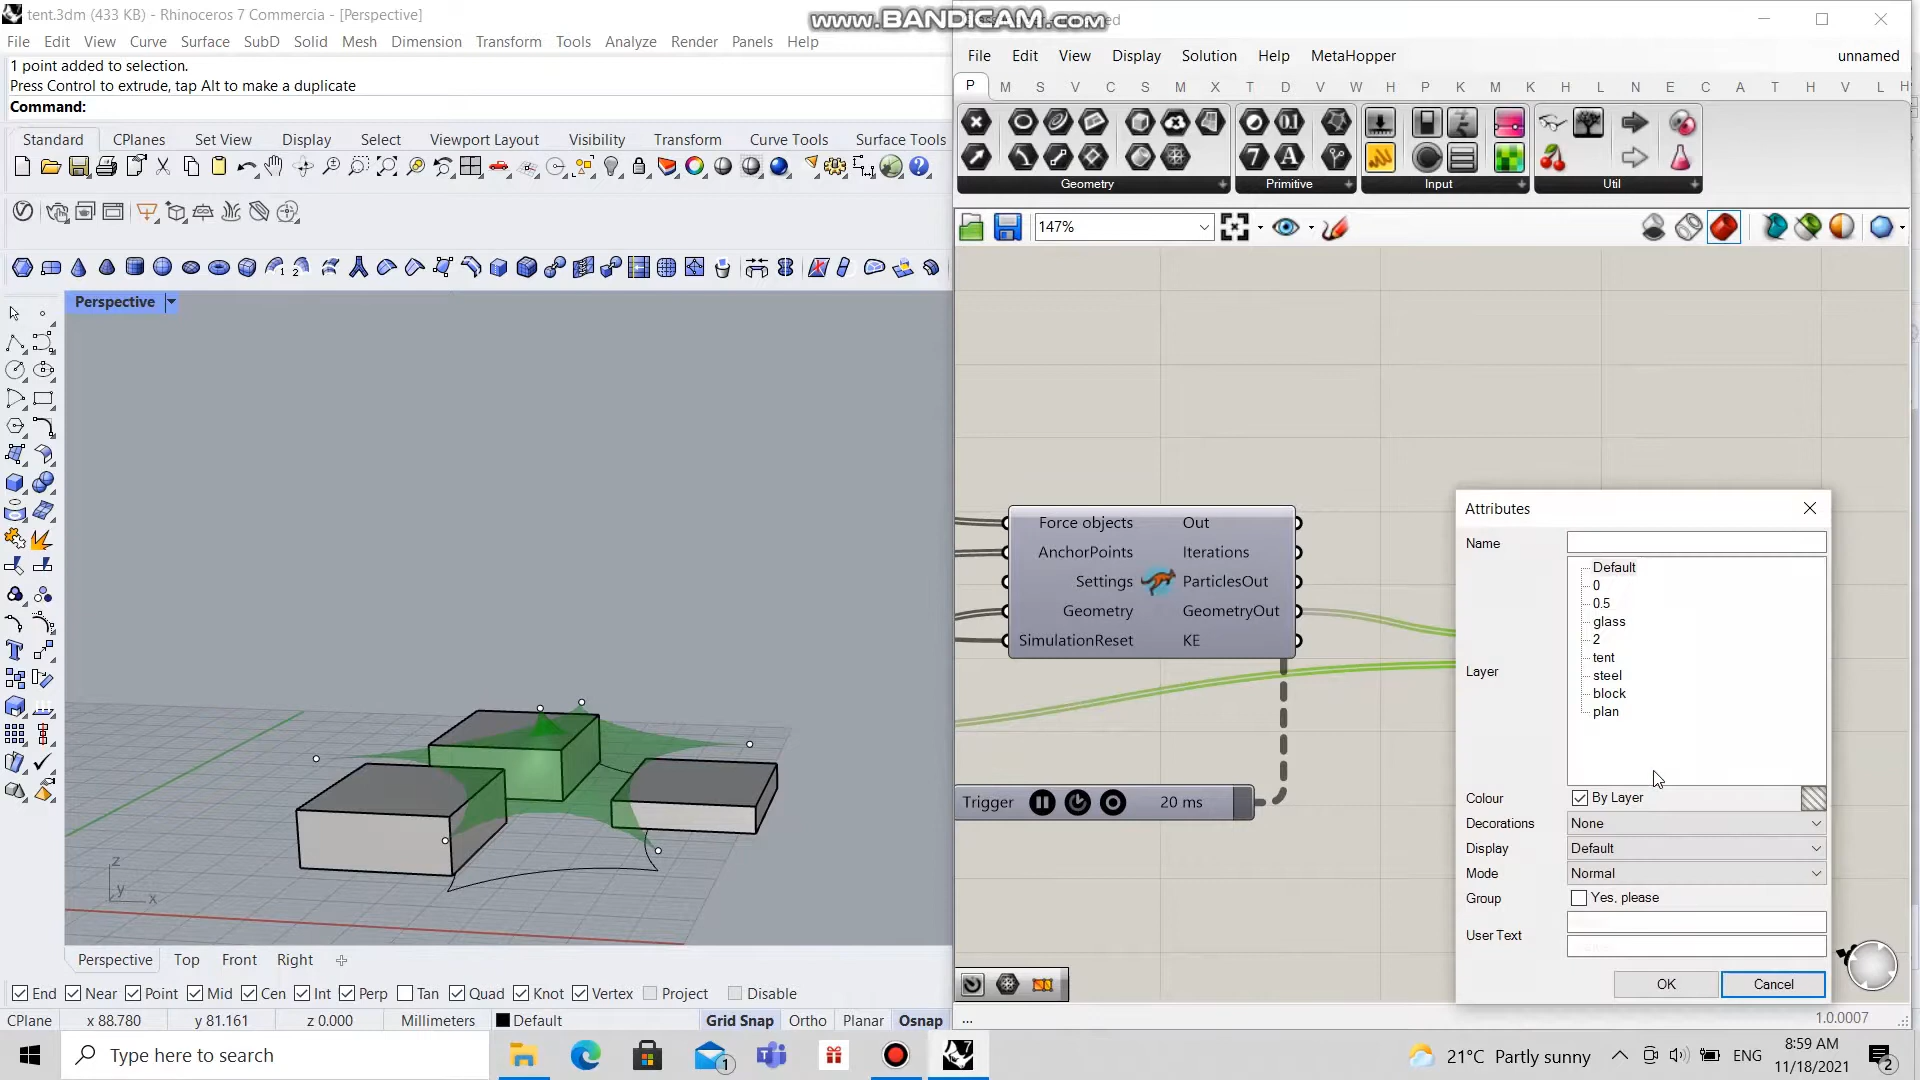 tent.3dm (433 KB) - Rhinoceros 7 Commercia - [Perspective]
www.BANDICAM.com
File Edit View Curve Surface SubD Solid Mesh Dimension Transform Tools Analyze Render Panels Help
1 point added to selection.
Press Control to extrude, tap Alt to make a duplicate
Command:
Standard CPlanes Set View Display Select Viewport Layout Visibility Transform Curve Tools Surface Tools
Perspective
z
y
x
Perspective Top Front Right
End Near Point Mid Cen Int Perp Tan Quad Knot Vertex Project Disable
CPlane x 88.780 y 81.161 z 0.000 Millimeters Default Grid Snap Ortho Planar Osnap
File Edit View Display Solution Help MetaHopper unnamed
P M S V C S M X T D V W H P K M K H L N E C A T H V L H
Geometry Primitive Input Util
147%
Force objects Out
AnchorPoints Iterations
Settings ParticlesOut
Geometry GeometryOut
SimulationReset KE
Trigger 20 ms
Attributes
Name
Layer
Default
0
0.5
glass
2
tent
steel
block
plan
Colour By Layer
Decorations None
Display Default
Mode Normal
Group Yes, please
User Text
OK Cancel
... 1.0.0007
Type here to search
1
21°C Partly sunny
ENG
8:59 AM
11/18/2021
2